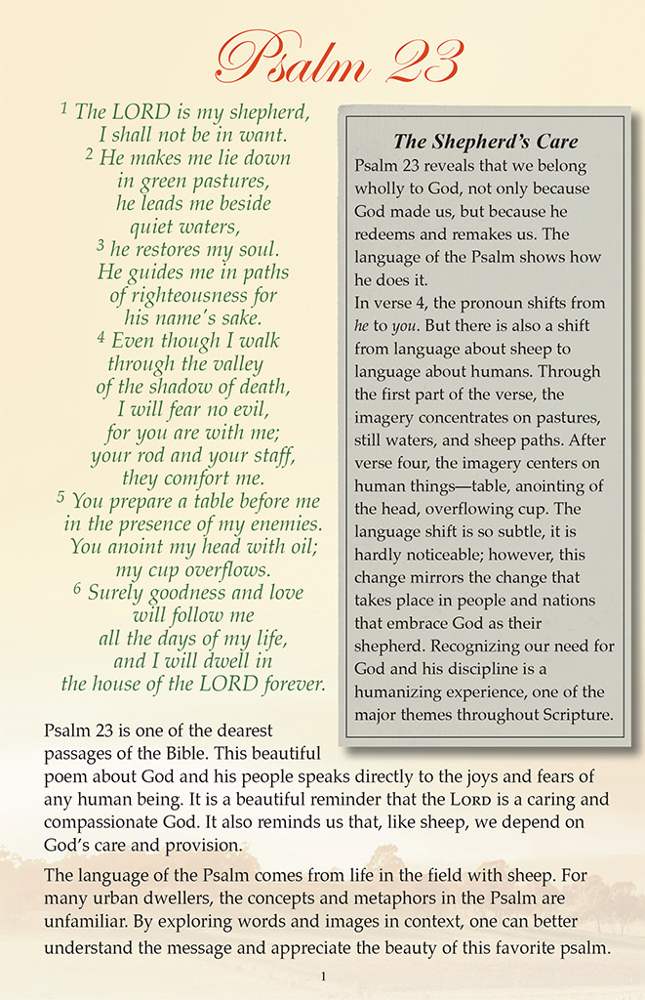 Psalm 23
1 The LORD is my shepherd,
I shall not be in want.
2 He makes me lie down
in green pastures,
he leads me beside
quiet waters,
3 he restores my soul.
He guides me in paths
of righteousness for
his name's sake.
4 Even though I walk
through the valley
of the shadow of death,
I will fear no evil,
for you are with me;
your rod and your staff,
they comfort me.
5 You prepare a table before me
in the presence of my enemies.
You anoint my head with oil;
my cup overflows.
6 Surely goodness and love
will follow me
all the days of my life,
and I will dwell in
the house of the LORD forever.
The Shepherd's Care
Psalm 23 reveals that we belong
wholly to God, not only because
God made us, but because he
redeems and remakes us. The
language of the Psalm shows how
he does it.
In verse 4, the pronoun shifts from
he to you. But there is also a shift
from language about sheep to
language about humans. Through
the first part of the verse, the
imagery concentrates on pastures,
still waters, and sheep paths. After
verse four, the imagery centers on
human things—table, anointing of
the head, overflowing cup. The
language shift is so subtle, it is
hardly noticeable; however, this
change mirrors the change that
takes place in people and nations
that embrace God as their
shepherd. Recognizing our need for
God and his discipline is a
humanizing experience, one of the
major themes throughout Scripture.
Psalm 23 is one of the dearest
passages of the Bible. This beautiful
poem about God and his people speaks directly to the joys and fears of
any human being. It is a beautiful reminder that the LORD is a caring and
compassionate God. It also reminds us that, like sheep, we depend on
God's care and provision.
The language of the Psalm comes from life in the field with sheep. For
many urban dwellers, the concepts and metaphors in the Psalm are
unfamiliar. By exploring words and images in context, one can better
understand the message and appreciate the beauty of this favorite psalm.
1